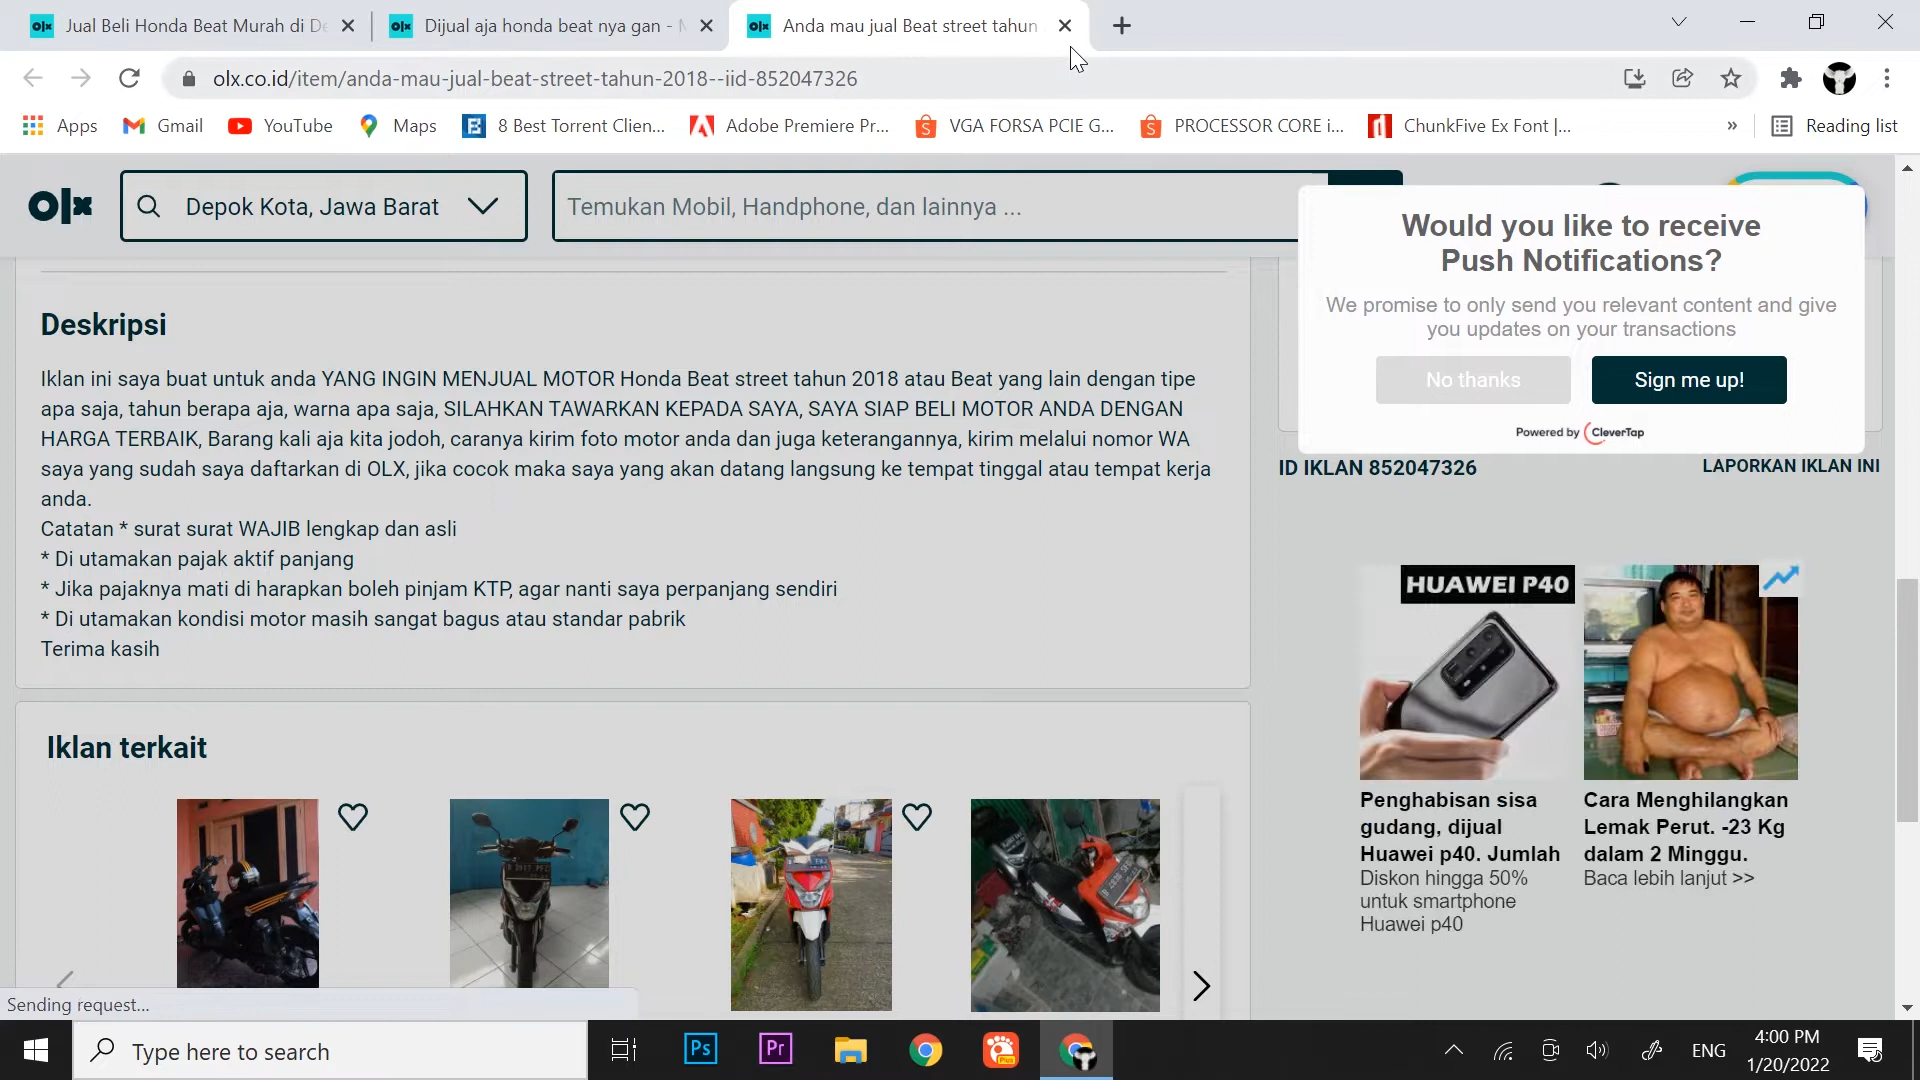 Jual Beli Honda Beat Murah di De
Dijual aja honda beat nya gan - M
Anda mau jual Beat street tahun
olx.co.id/item/anda-mau-jual-beat-street-tahun-2018--iid-852047326
Apps
Gmail
YouTube
Maps
8 Best Torrent Clien...
Adobe Premiere Pr...
VGA FORSA PCIE G...
PROCESSOR CORE i...
ChunkFive Ex Font |...
»
Reading list
olx
Depok Kota, Jawa Barat
Temukan Mobil, Handphone, dan lainnya ...
Would you like to receive
Push Notifications?
We promise to only send you relevant content and give
you updates on your transactions
No thanks
Sign me up!
Powered by CleverTap
Deskripsi
Iklan ini saya buat untuk anda YANG INGIN MENJUAL MOTOR Honda Beat street tahun 2018 atau Beat yang lain dengan tipe
apa saja, tahun berapa aja, warna apa saja, SILAHKAN TAWARKAN KEPADA SAYA, SAYA SIAP BELI MOTOR ANDA DENGAN
HARGA TERBAIK, Barang kali aja kita jodoh, caranya kirim foto motor anda dan juga keterangannya, kirim melalui nomor WA
saya yang sudah saya daftarkan di OLX, jika cocok maka saya yang akan datang langsung ke tempat tinggal atau tempat kerja
anda.
Catatan * surat surat WAJIB lengkap dan asli
* Di utamakan pajak aktif panjang
* Jika pajaknya mati di harapkan boleh pinjam KTP, agar nanti saya perpanjang sendiri
* Di utamakan kondisi motor masih sangat bagus atau standar pabrik
Terima kasih
ID IKLAN 852047326
LAPORKAN IKLAN INI
HUAWEI P40
Penghabisan sisa
gudang, dijual
Huawei p40. Jumlah
Diskon hingga 50%
untuk smartphone
Huawei p40
Cara Menghilangkan
Lemak Perut. -23 Kg
dalam 2 Minggu.
Baca lebih lanjut >>
Iklan terkait
Sending request...
Type here to search
Ps
Pr
ENG
4:00 PM
1/20/2022